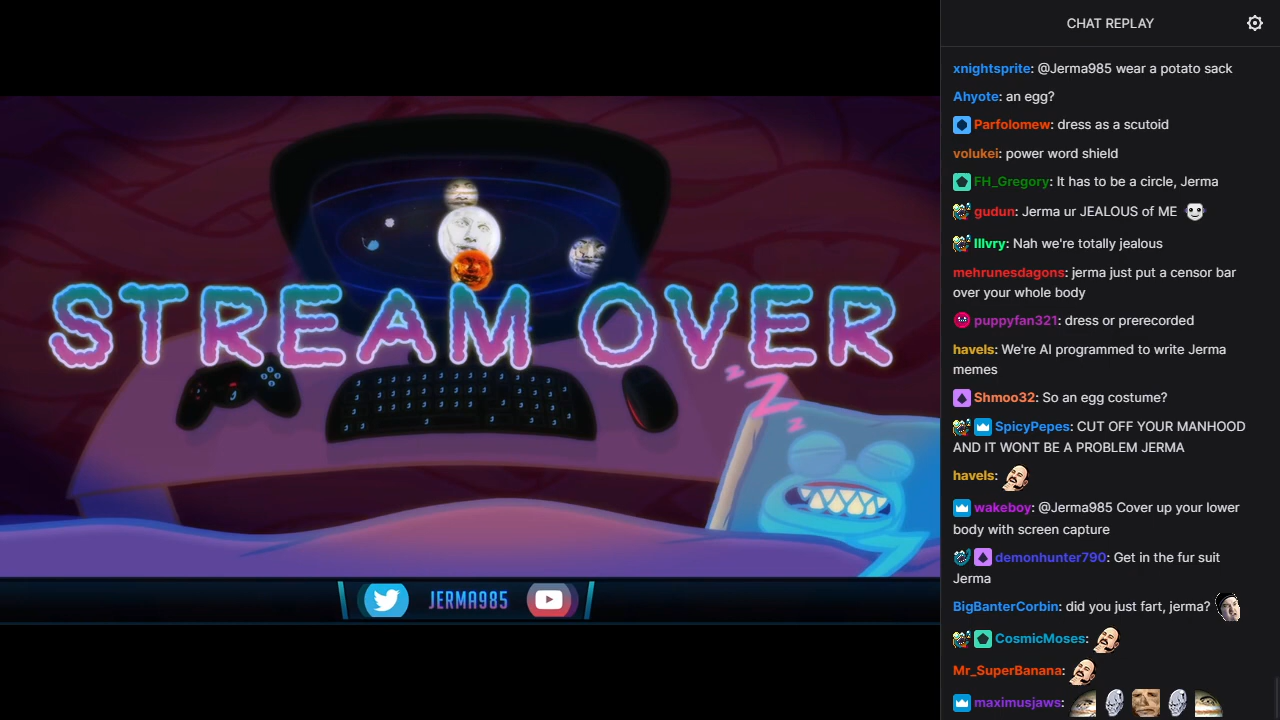 STREAM OVER
z
Z
z
JERMA985
CHAT REPLAY
xnightsprite: @Jerma985 wear a potato sack
Ahyote: an egg?
Parfolomew: dress as a scutoid
volukei: power word shield
FH_Gregory: It has to be a circle, Jerma
gudun: Jerma ur JEALOUS of ME
lllvry: Nah we're totally jealous
mehrunesdagons: jerma just put a censor bar
over your whole body
puppyfan321: dress or prerecorded
havels: We're AI programmed to write Jerma
memes
Shmoo32: So an egg costume?
SpicyPepes: CUT OFF YOUR MANHOOD
AND IT WONT BE A PROBLEM JERMA
havels:
wakeboy: @Jerma985 Cover up your lower
body with screen capture
demonhunter790: Get in the fur suit
Jerma
BigBanterCorbin: did you just fart, jerma?
CosmicMoses:
Mr_SuperBanana:
maximusjaws: